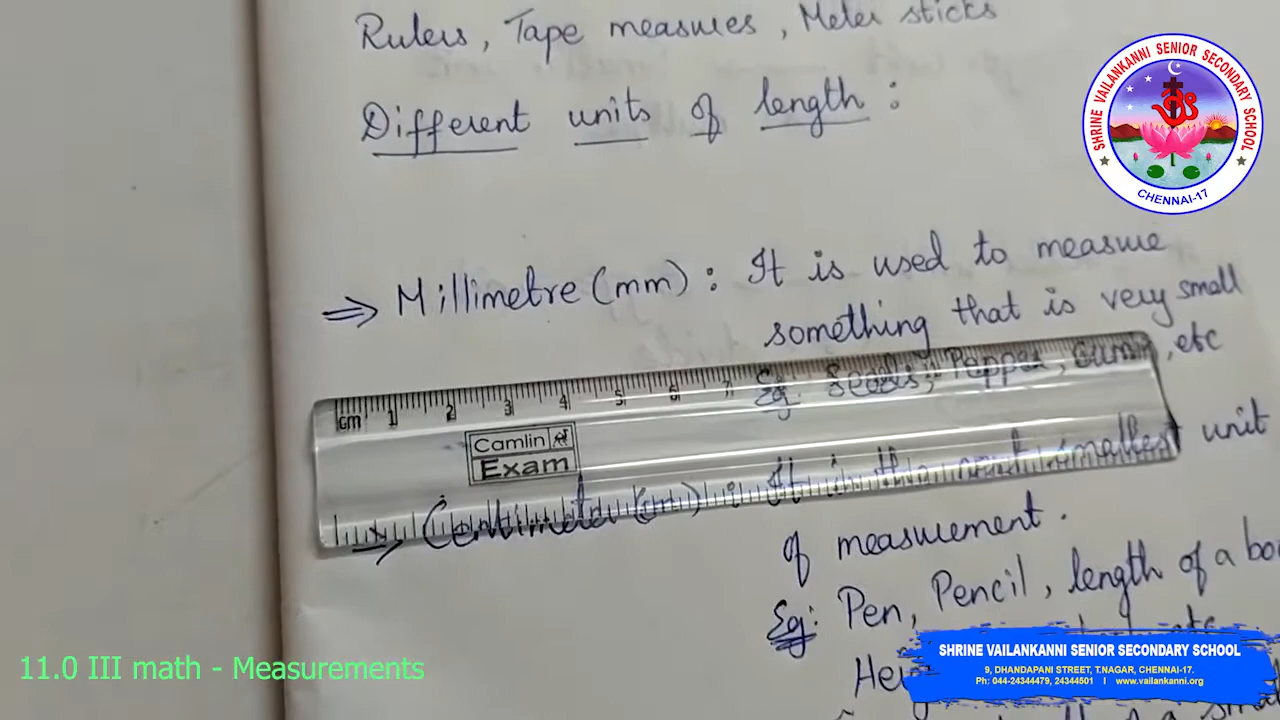 Rulers, Tape measures, Meter sticks
Different units of length :
⇒ Millimetre (mm) : It is used to measure
something that is very small
Eg: Seeds, Pepper, cumin, etc
cm 1 2 3 4 5 6 7
Camlin
Exam
⇒ Centimeter (cm) : It is the next smallest unit
of measurement.
Eg: Pen, Pencil, length of a
SHRINE VAILANKANNI SENIOR SECONDARY SCHOOL
CHENNAI-17
11.0 III math - Measurements
SHRINE VAILANKANNI SENIOR SECONDARY SCHOOL
9, DHANDAPANI STREET, T.NAGAR, CHENNAI-17.
Ph: 044-24344479, 24344501 I www.vailankanni.org